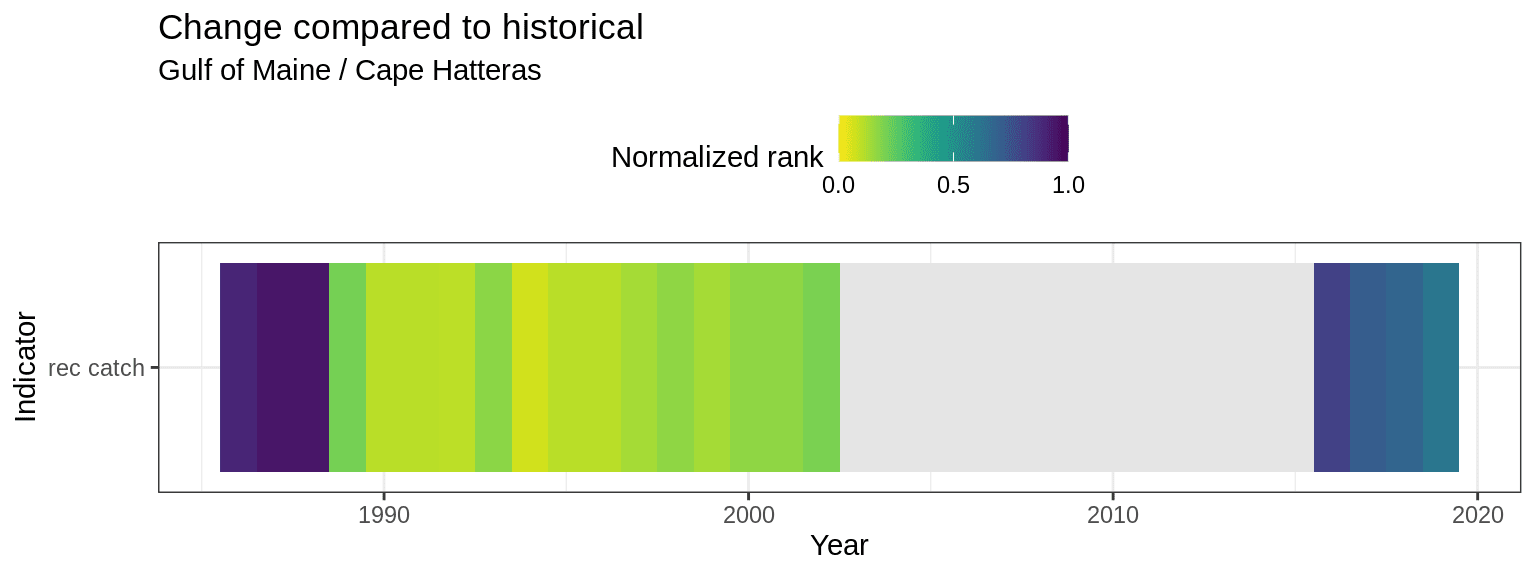 Change compared to historical
Gulf of Maine / Cape Hatteras
Normalized rank
0.0 0.5 1.0
Indicator
rec catch
1990 2000 2010 2020
Year